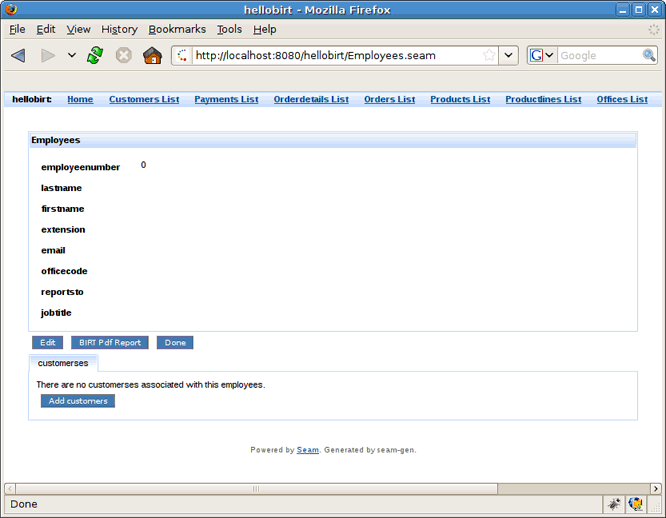 hellobirt - Mozilla Firefox
File Edit View History Bookmarks Tools Help
http://localhost:8080/hellobirt/Employees.seam G Google
hellobirt: Home Customers List Payments List Orderdetails List Orders List Products List Productlines List Offices List
Employees
employeenumber 0
lastname
firstname
extension
email
officecode
reportsto
jobtitle
Edit BIRT Pdf Report Done
customerses
There are no customerses associated with this employees.
Add customers
Powered by Seam. Generated by seam-gen.
Done